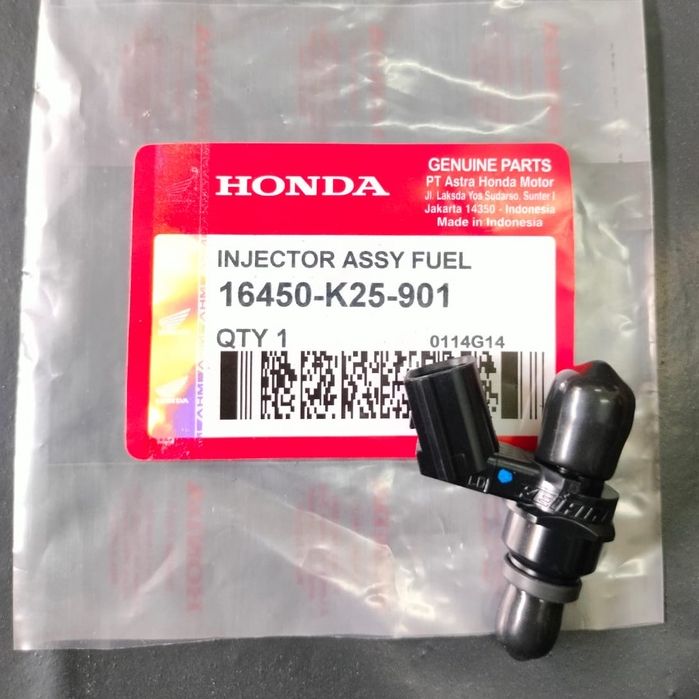 HONDA
GENUINE PARTS
PT Astra Honda Motor
Jl. Laksda Yos Sudarso. Sunter I
Jakarta 14350 - Indonesia
Made in Indonesia
INJECTOR ASSY FUEL
16450-K25-901
QTY 1
0114G14
HONDA